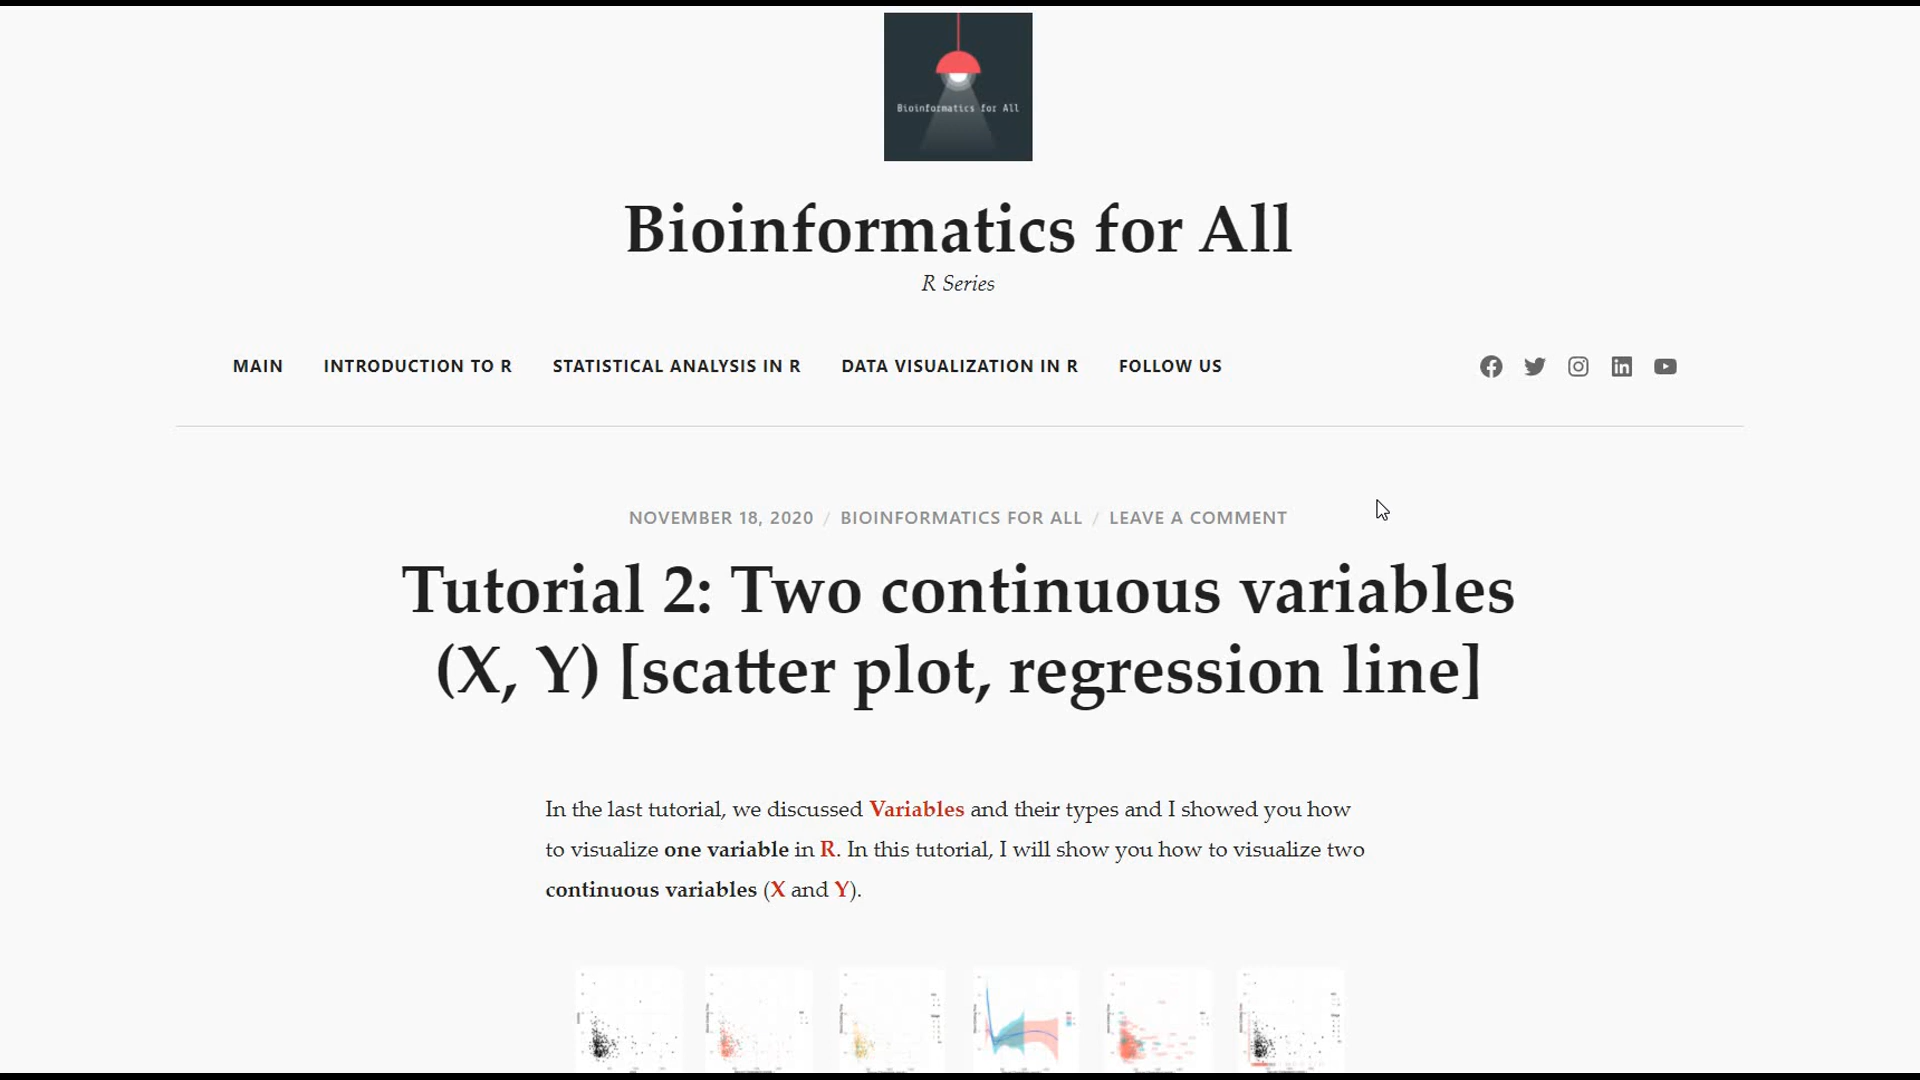 Bioinformatics for All
Bioinformatics for All
R Series
MAIN INTRODUCTION TO R STATISTICAL ANALYSIS IN R DATA VISUALIZATION IN R FOLLOW US
NOVEMBER 18, 2020 / BIOINFORMATICS FOR ALL / LEAVE A COMMENT
Tutorial 2: Two continuous variables
(X, Y) [scatter plot, regression line]
In the last tutorial, we discussed Variables and their types and I showed you how
to visualize one variable in R. In this tutorial, I will show you how to visualize two
continuous variables (X and Y).